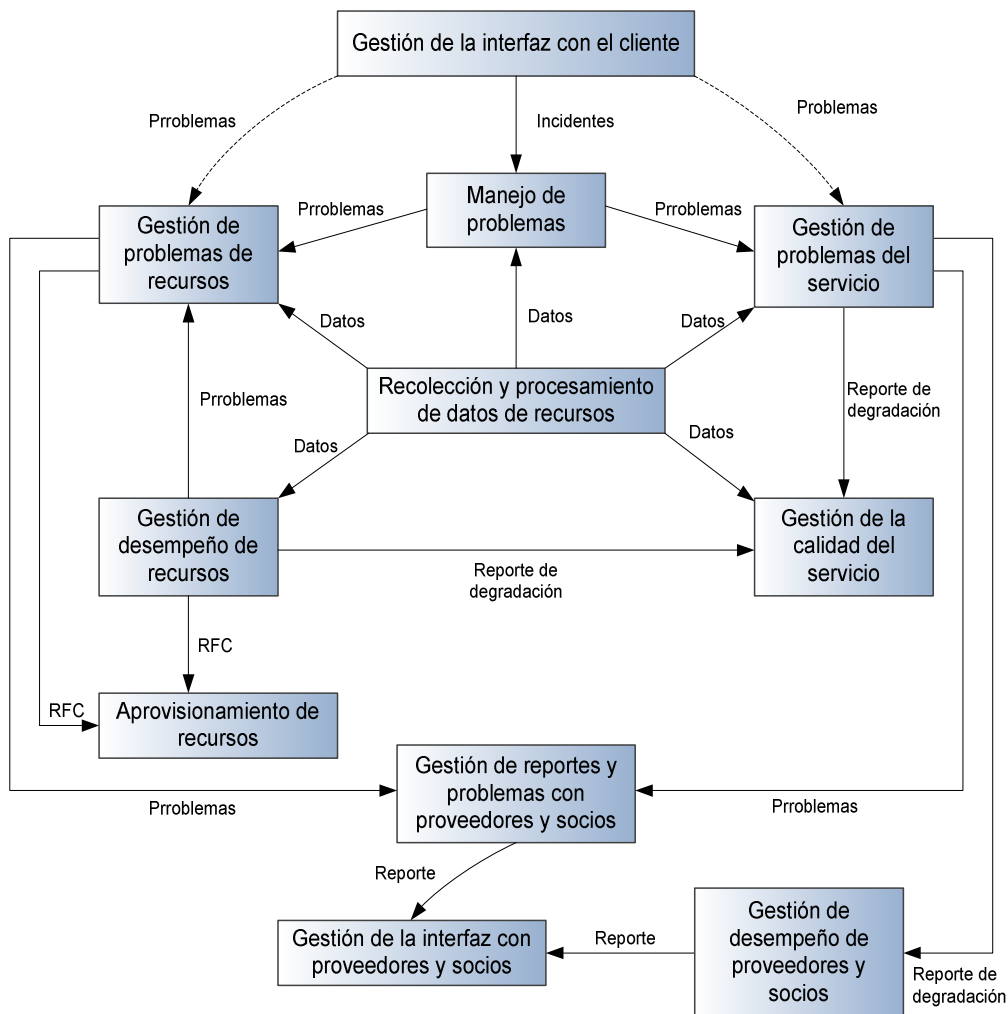 Gestión de la interfaz con el cliente
Prroblemas
Incidentes
Problemas
Manejo de
problemas
Gestión de
problemas de
recursos
Prroblemas
Prroblemas
Gestión de
problemas del
servicio
Datos
Datos
Datos
Recolección y procesamiento
de datos de recursos
Prroblemas
Reporte de
degradación
Datos
Datos
Gestión de
desempeño de
recursos
Gestión de la
calidad del
servicio
Reporte de
degradación
RFC
RFC
Aprovisionamiento de
recursos
Gestión de reportes y
problemas con
proveedores y socios
Prroblemas
Prroblemas
Reporte
Gestión de la interfaz con
proveedores y socios
Reporte
Gestión de
desempeño de
proveedores y
socios
Reporte de
degradación